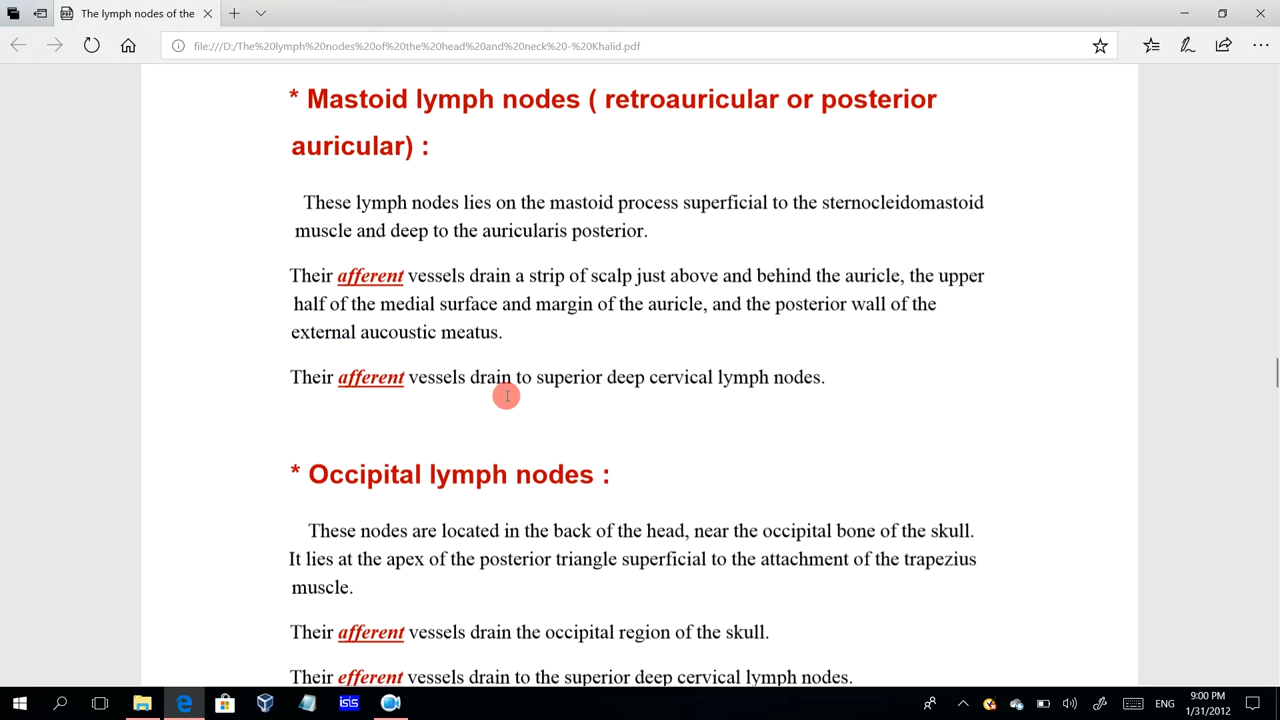 The lymph nodes of the
file:///D:/The%20lymph%20nodes%20of%20the%20head%20and%20neck%20-%20Khalid.pdf
* Mastoid lymph nodes ( retroauricular or posterior
auricular) :
These lymph nodes lies on the mastoid process superficial to the sternocleidomastoid
muscle and deep to the auricularis posterior.
Their afferent vessels drain a strip of scalp just above and behind the auricle, the upper
half of the medial surface and margin of the auricle, and the posterior wall of the
external aucoustic meatus.
Their afferent vessels drain to superior deep cervical lymph nodes.
* Occipital lymph nodes :
These nodes are located in the back of the head, near the occipital bone of the skull.
It lies at the apex of the posterior triangle superficial to the attachment of the trapezius
muscle.
Their afferent vessels drain the occipital region of the skull.
Their efferent vessels drain to the superior deep cervical lymph nodes.
ISIS
ENG
9:00 PM
1/31/2012